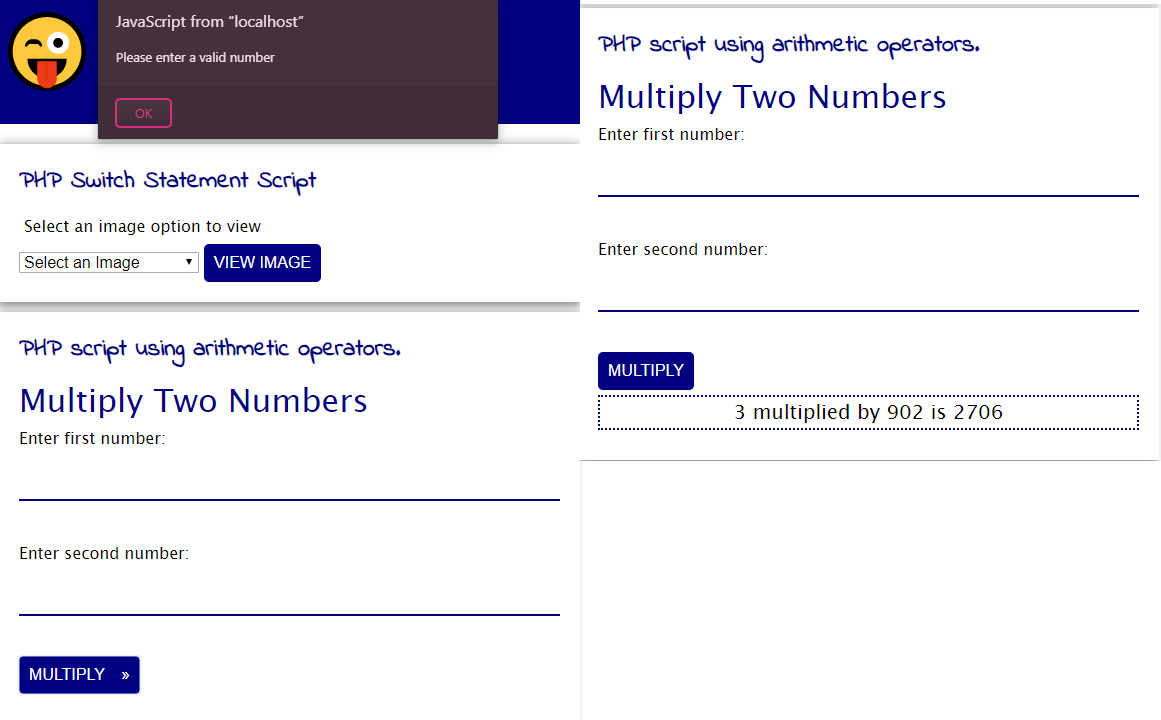 JavaScript from “localhost”
Please enter a valid number
OK
PHP Switch Statement Script
Select an image option to view
Select an Image ▼ VIEW IMAGE
PHP script using arithmetic operators.
Multiply Two Numbers
Enter first number:
Enter second number:
MULTIPLY »
PHP script using arithmetic operators.
Multiply Two Numbers
Enter first number:
Enter second number:
MULTIPLY
3 multiplied by 902 is 2706